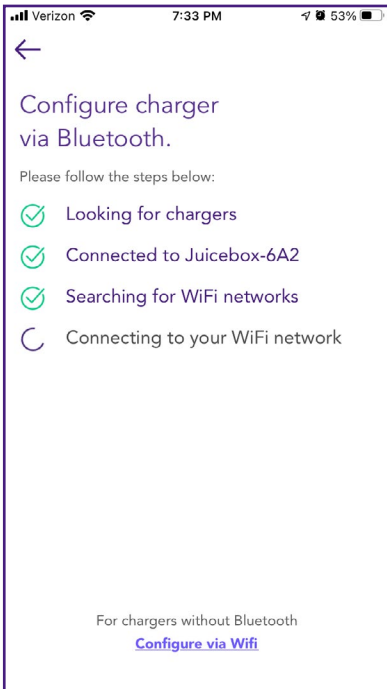 Verizon 7:33 PM 53%
Configure charger
via Bluetooth.
Please follow the steps below:
Looking for chargers
Connected to Juicebox-6A2
Searching for WiFi networks
Connecting to your WiFi network
For chargers without Bluetooth
Configure via Wifi